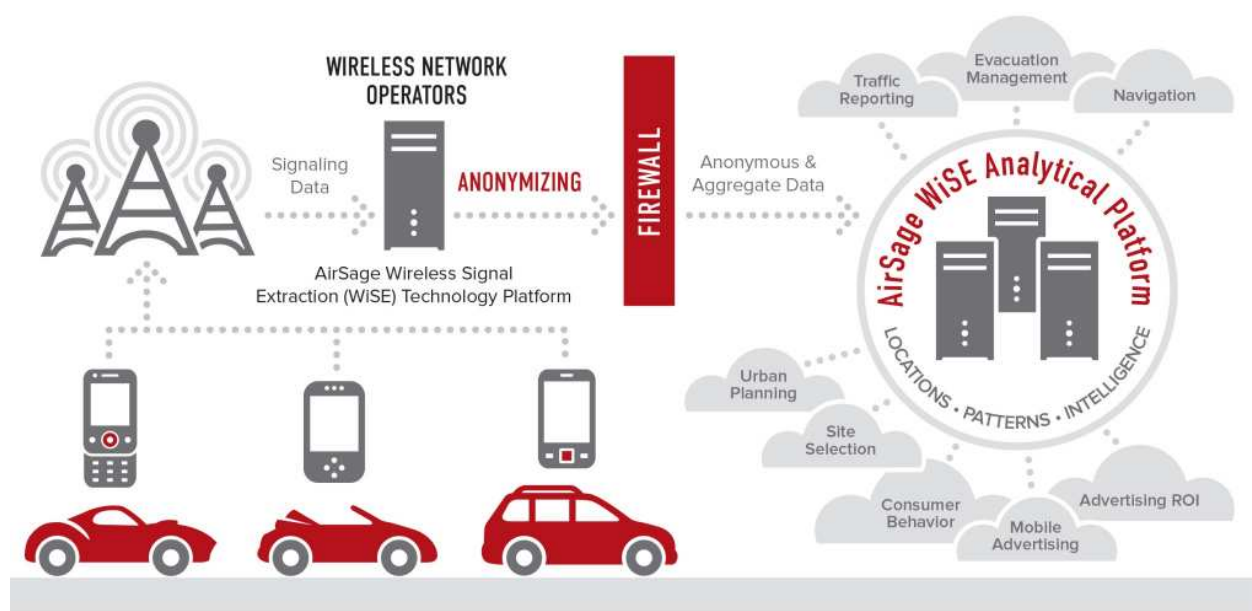 WIRELESS NETWORK
OPERATORS
Signaling
Data
ANONYMIZING
AirSage Wireless Signal
Extraction (WiSE) Technology Platform
FIREWALL
Anonymous &
Aggregate Data
Traffic
Reporting
Evacuation
Management
Navigation
AirSage WiSE Analytical Platform
LOCATIONS • PATTERNS • INTELLIGENCE
Urban
Planning
Site
Selection
Consumer
Behavior
Mobile
Advertising
Advertising ROI